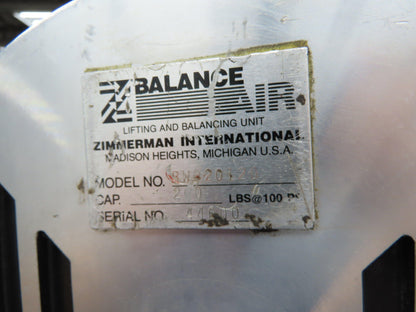 BALANCE
AIR
LIFTING AND BALANCING UNIT
ZIMMERMAN INTERNATIONAL
MADISON HEIGHTS, MICHIGAN U.S.A.
MODEL NO.
CAP. LBS@100
SERIAL NO.